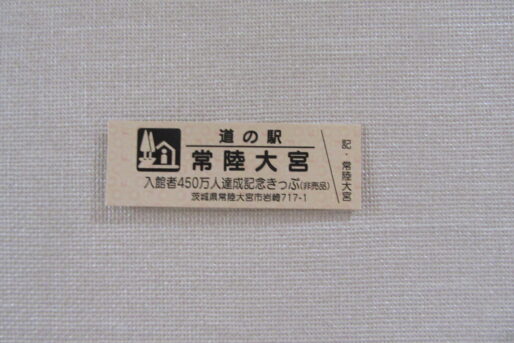 道の駅
常陸大宮
入館者450万人達成記念きっぷ(非売品)
茨城県常陸大宮市岩崎717-1
記・常陸大宮